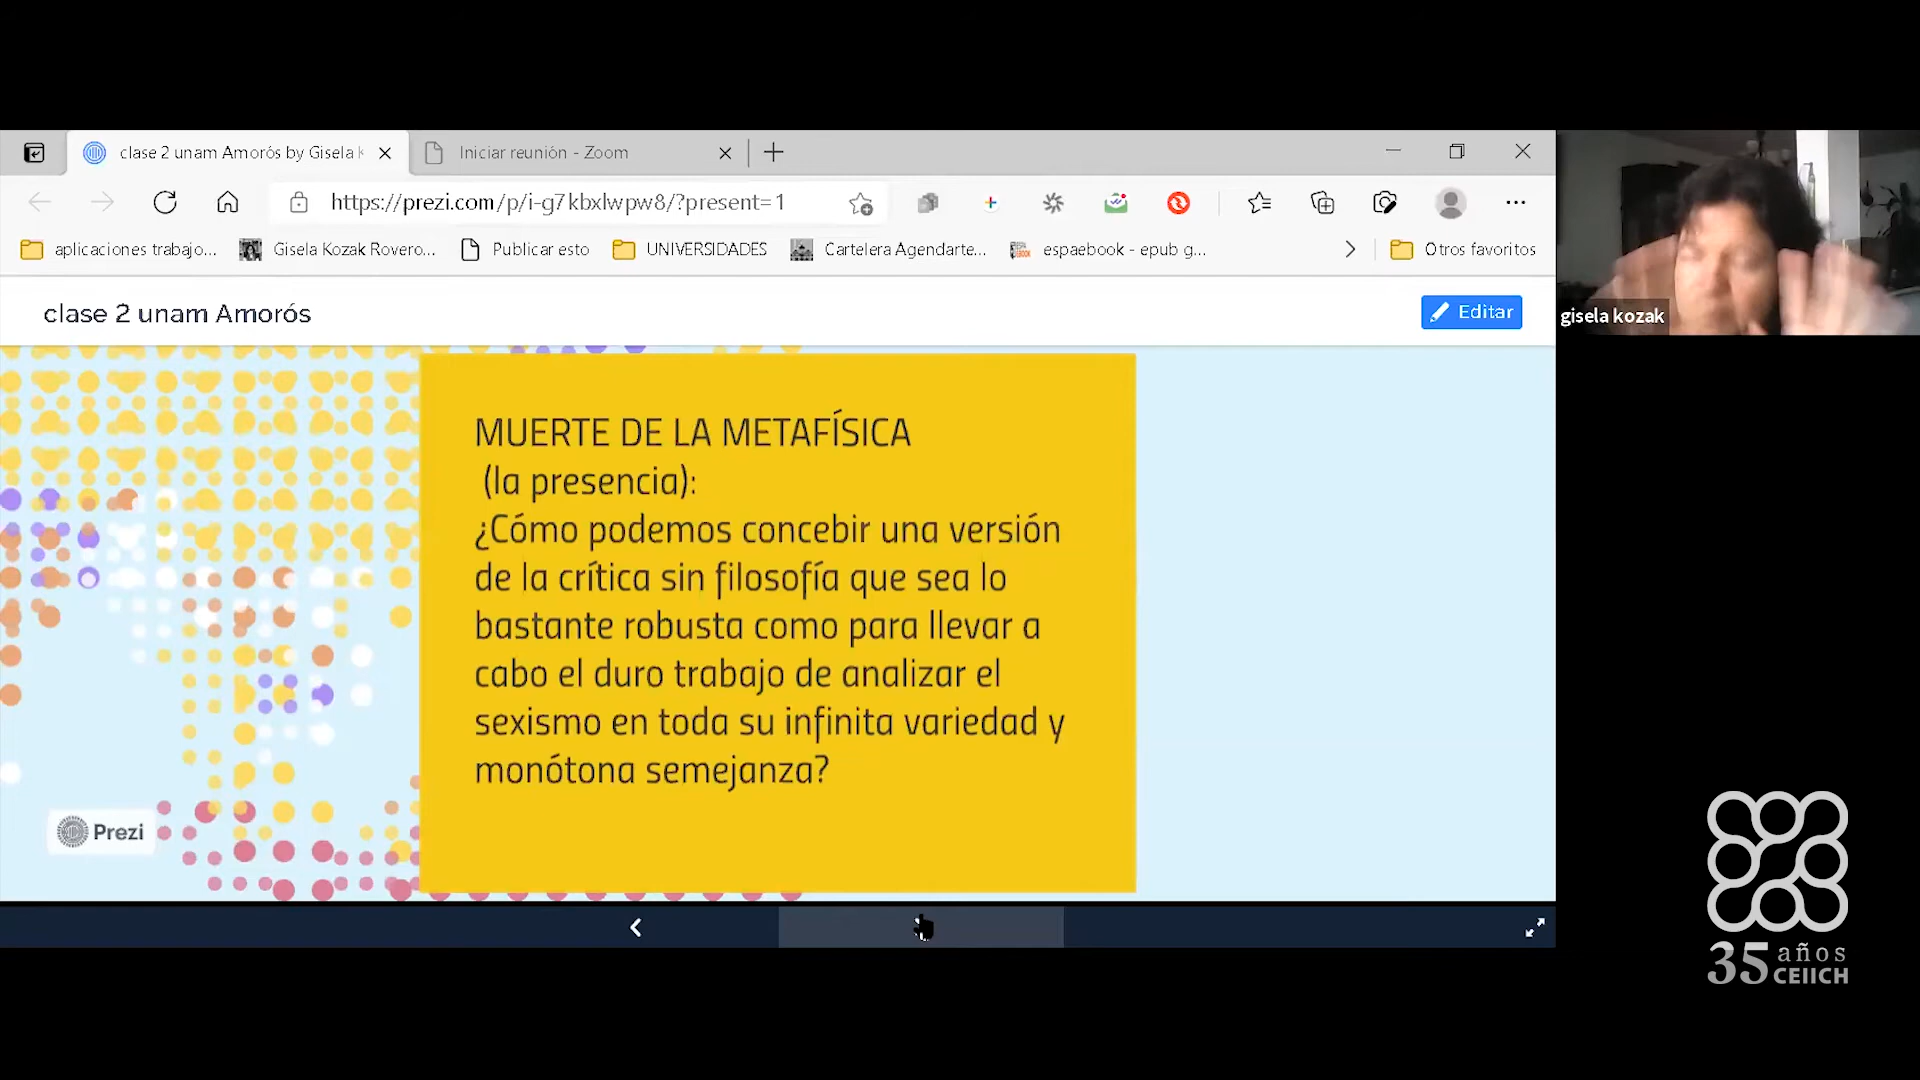 clase 2 unam Amorós by Gisela K
Iniciar reunión - Zoom
https://prezi.com/p/i-g7kbxlwpw8/?present=1
aplicaciones trabajo...
Gisela Kozak Rovero...
Publicar esto
UNIVERSIDADES
Cartelera Agendarte...
espaebook - epub g...
Otros favoritos
clase 2 unam Amorós
Editar
gisela kozak
MUERTE DE LA METAFÍSICA
(la presencia):
¿Cómo podemos concebir una versión
de la crítica sin filosofía que sea lo
bastante robusta como para llevar a
cabo el duro trabajo de analizar el
sexismo en toda su infinita variedad y
monótona semejanza?
Prezi
35 años
CEIICH